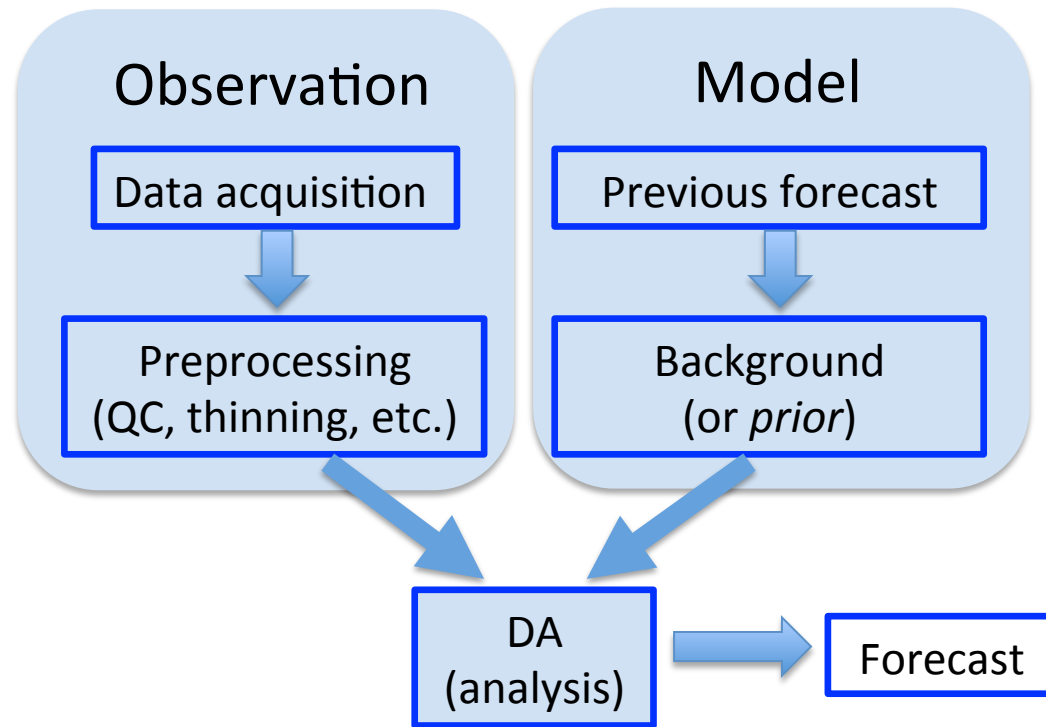 Observation
Data acquisition
Preprocessing
(QC, thinning, etc.)
Model
Previous forecast
Background
(or prior)
DA
(analysis)
Forecast